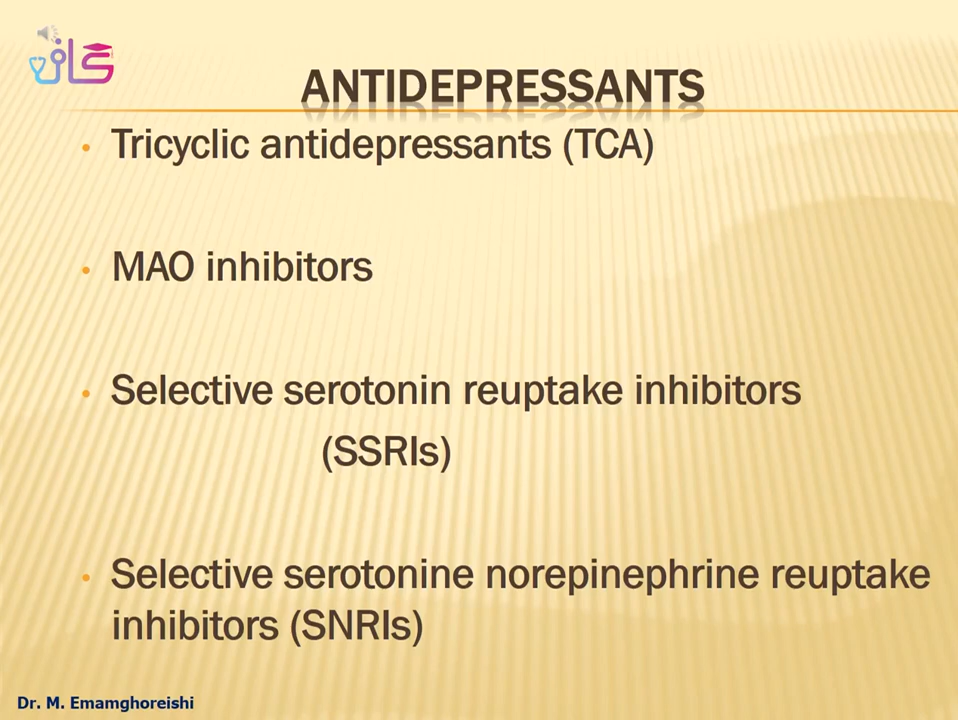 کافی
ANTIDEPRESSANTS
• Tricyclic antidepressants (TCA)
• MAO inhibitors
• Selective serotonin reuptake inhibitors
(SSRIs)
• Selective serotonine norepinephrine reuptake
inhibitors (SNRIs)
Dr. M. Emamghoreishi